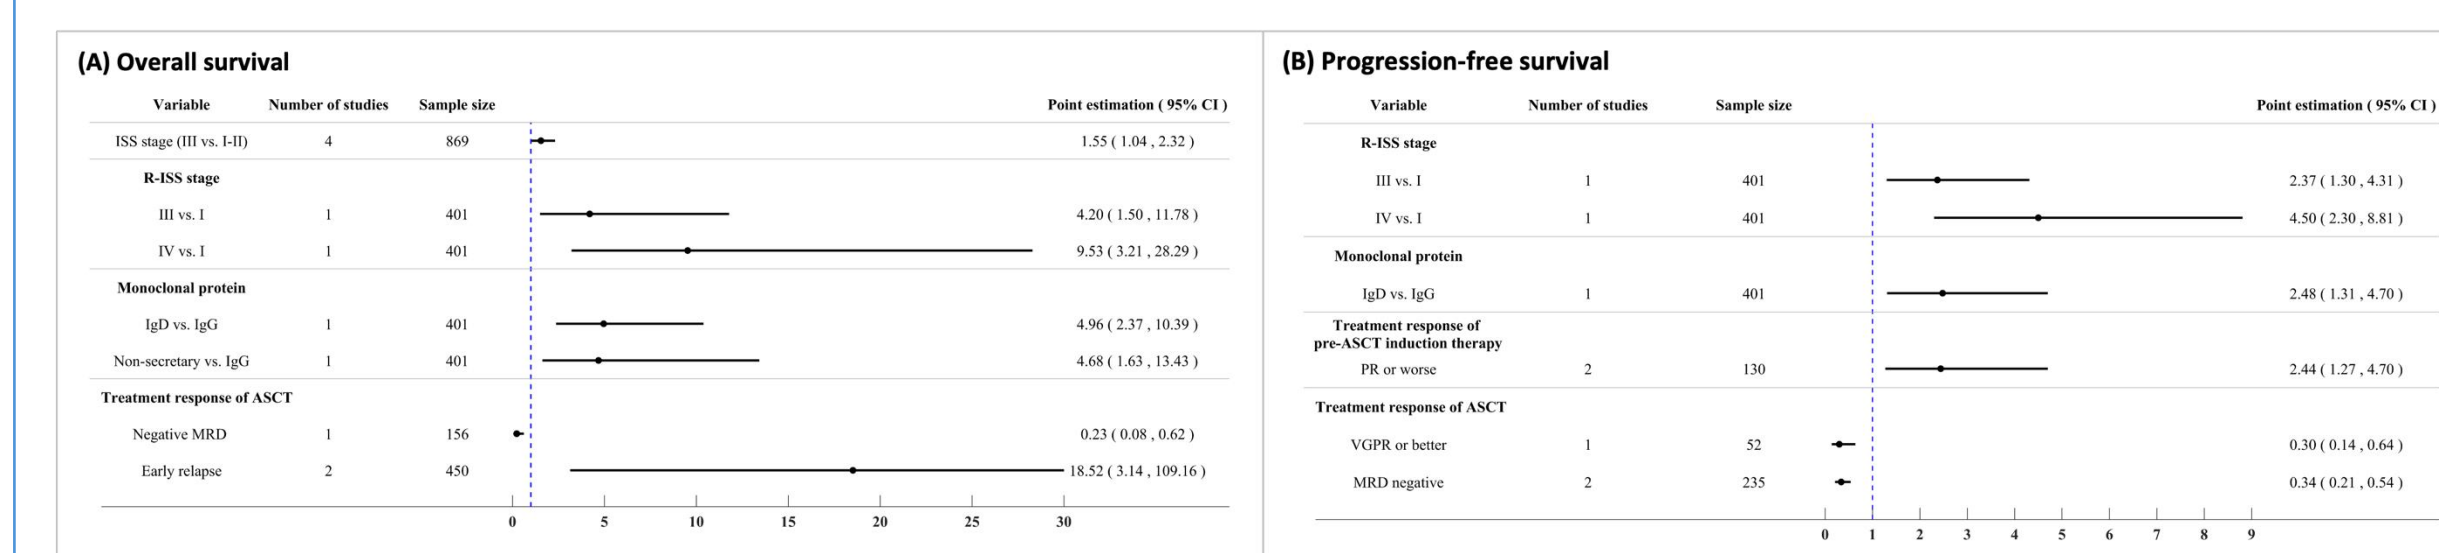 (A) Overall survival
Variable Number of studies Sample size Point estimation ( 95% CI )
ISS stage (III vs. I-II) 4 869 1.55 ( 1.04 , 2.32 )
R-ISS stage
III vs. I 1 401 4.20 ( 1.50 , 11.78 )
IV vs. I 1 401 9.53 ( 3.21 , 28.29 )
Monoclonal protein
IgD vs. IgG 1 401 4.96 ( 2.37 , 10.39 )
Non-secretary vs. IgG 1 401 4.68 ( 1.63 , 13.43 )
Treatment response of ASCT
Negative MRD 1 156 0.23 ( 0.08 , 0.62 )
Early relapse 2 450 18.52 ( 3.14 , 109.16 )
0 5 10 15 20 25 30
(B) Progression-free survival
Variable Number of studies Sample size Point estimation ( 95% CI )
R-ISS stage
III vs. I 1 401 2.37 ( 1.30 , 4.31 )
IV vs. I 1 401 4.50 ( 2.30 , 8.81 )
Monoclonal protein
IgD vs. IgG 1 401 2.48 ( 1.31 , 4.70 )
Treatment response of
pre-ASCT induction therapy
PR or worse 2 130 2.44 ( 1.27 , 4.70 )
Treatment response of ASCT
VGPR or better 1 52 0.30 ( 0.14 , 0.64 )
MRD negative 2 235 0.34 ( 0.21 , 0.54 )
0 1 2 3 4 5 6 7 8 9